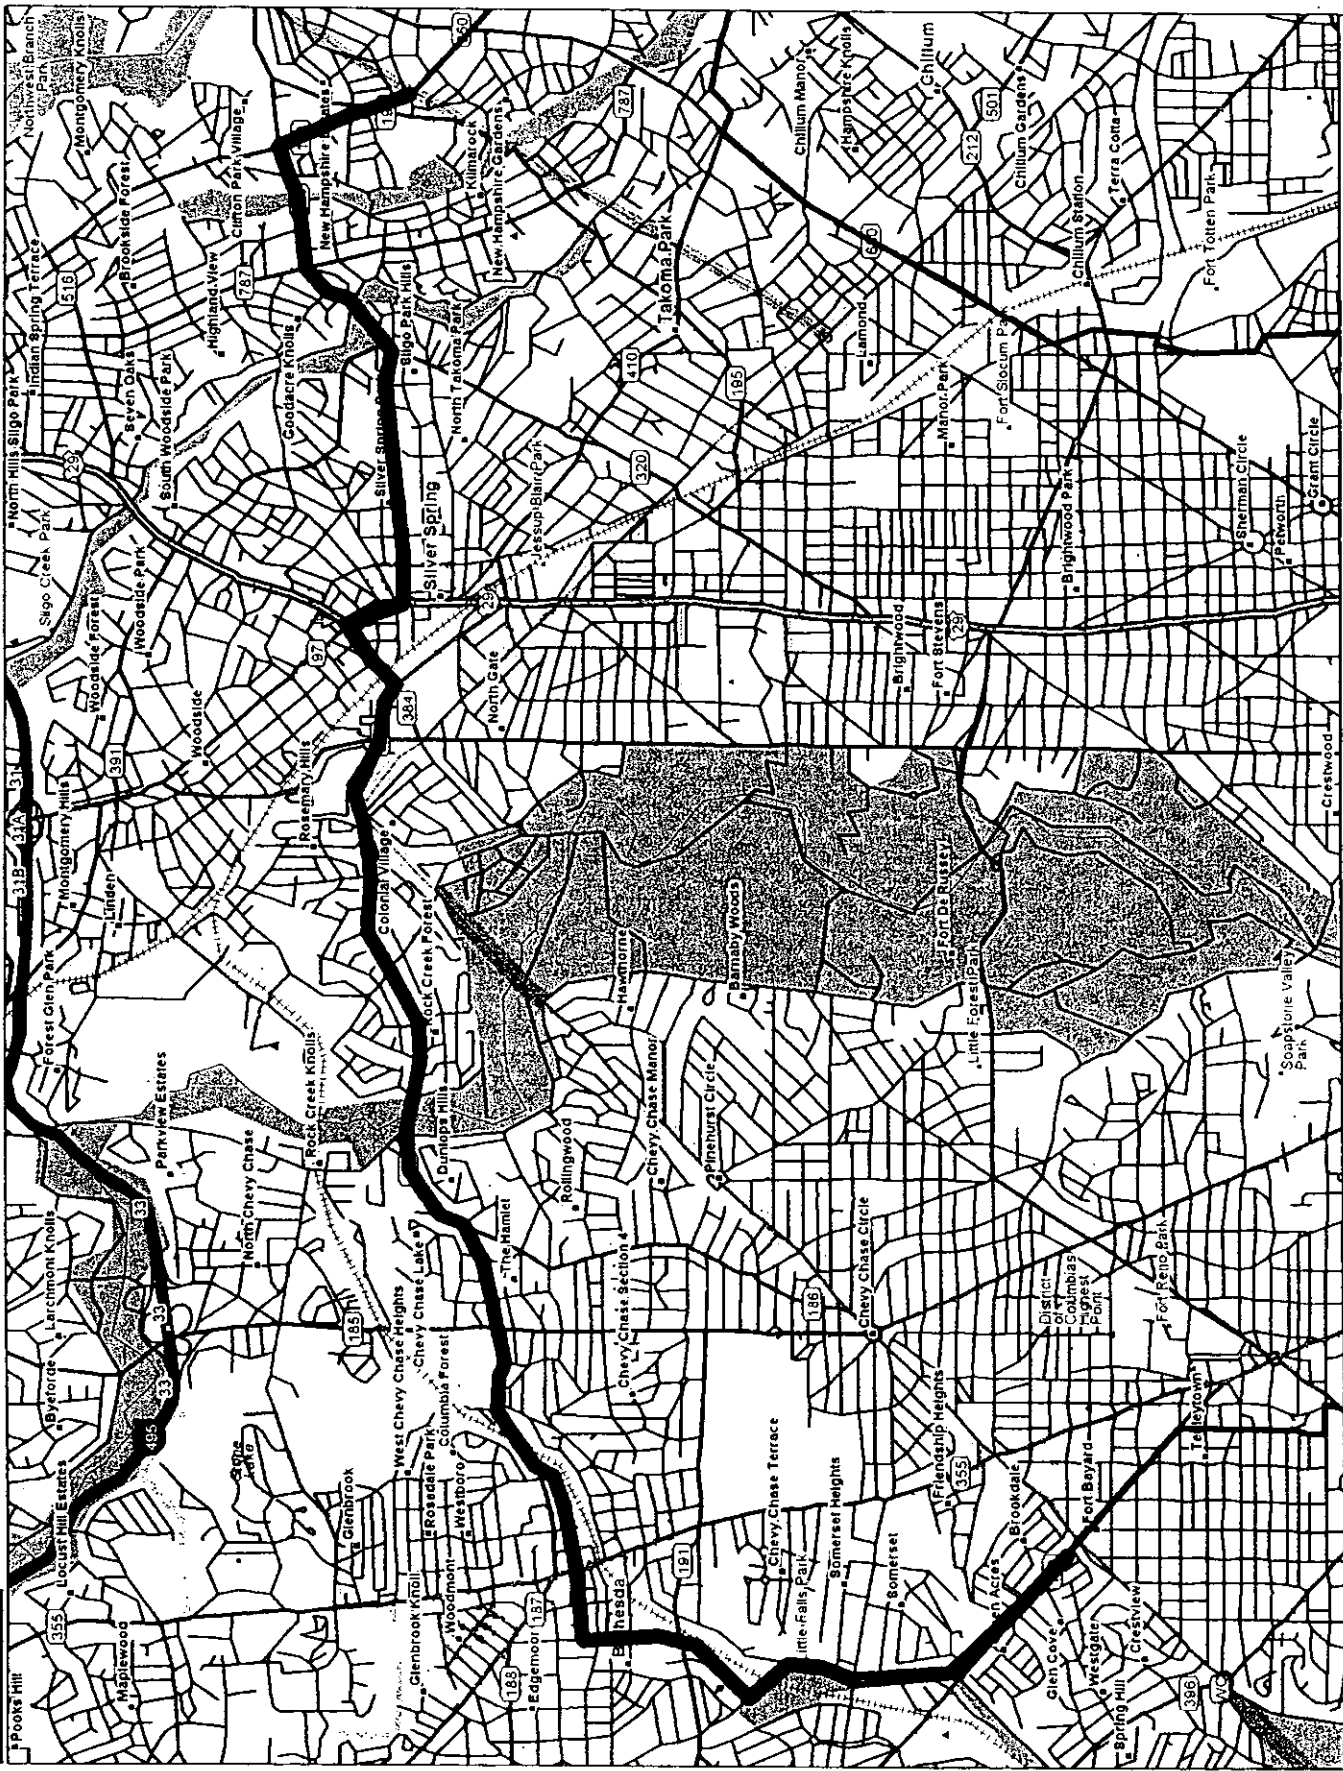 Pooks Hill
355
Maplewood
Locust Hill Estates
495
Byeforde
Larchmont Knolls
33
33
33
Parkview Estates
North Chevy Chase
Forest Glen Park
Linden
Montgomery Hills
31B
31A
31
391
Woodside Forest
Woodside Park
Woodside
Sligo Creek Park
North Hills Sligo Park
29
Indian Spring Terrace
516
Seven Oaks
South Woodside Park
Brookside Forest
Highland View
787
Goodacre Knolls
Clifton Park Village
Northwest Branch
Park
Montgomery Knolls
650
Glenbrook
West Chevy Chase Heights
Rosedale Park
Columbia Forest
Westboro
Chevy Chase Lake
185
Rock Creek Knolls
Rosemary Hills
97
384
Colonial Village
Rock Creek Forest
Dunlops Hills
Silver Spring
Sligo Park Hills
North Takoma Park
Kilmarock
New Hampshire Gardens
Glenbrook Knoll
Woodmont
188
Edgemoor
187
The Hamlet
Rollingwood
North Gate
29
Jessup Blair Park
320
410
195
Takoma Park
787
191
Chevy Chase Section 4
Chevy Chase Manor
Pinehurst Circle
Hawthorne
Barnaby Woods
Chevy Chase Terrace
Little Falls Park
Somerset Heights
Somerset
186
Chevy Chase Circle
Lamond
650
Chillum Manor
Hampshire Knolls
Chillum
212
501
Chillum Gardens
Chillum Station
Terra Cotta
Brightwood
Fort Stevens
29
Manor Park
Fort De Russey
Little Forest Park
Friendship Heights
355
Brookdale
Fort Bayard
Glen Cove
Westgate
Crestview
Spring Hill
396
District
of
Columbias
Highest
Point
Fort Reno Park
Tenleytown
Brightwood Park
Fort Totten Park
Sherman Circle
Petworth
Grant Circle
Crestwood
Soapstone Valley
Park